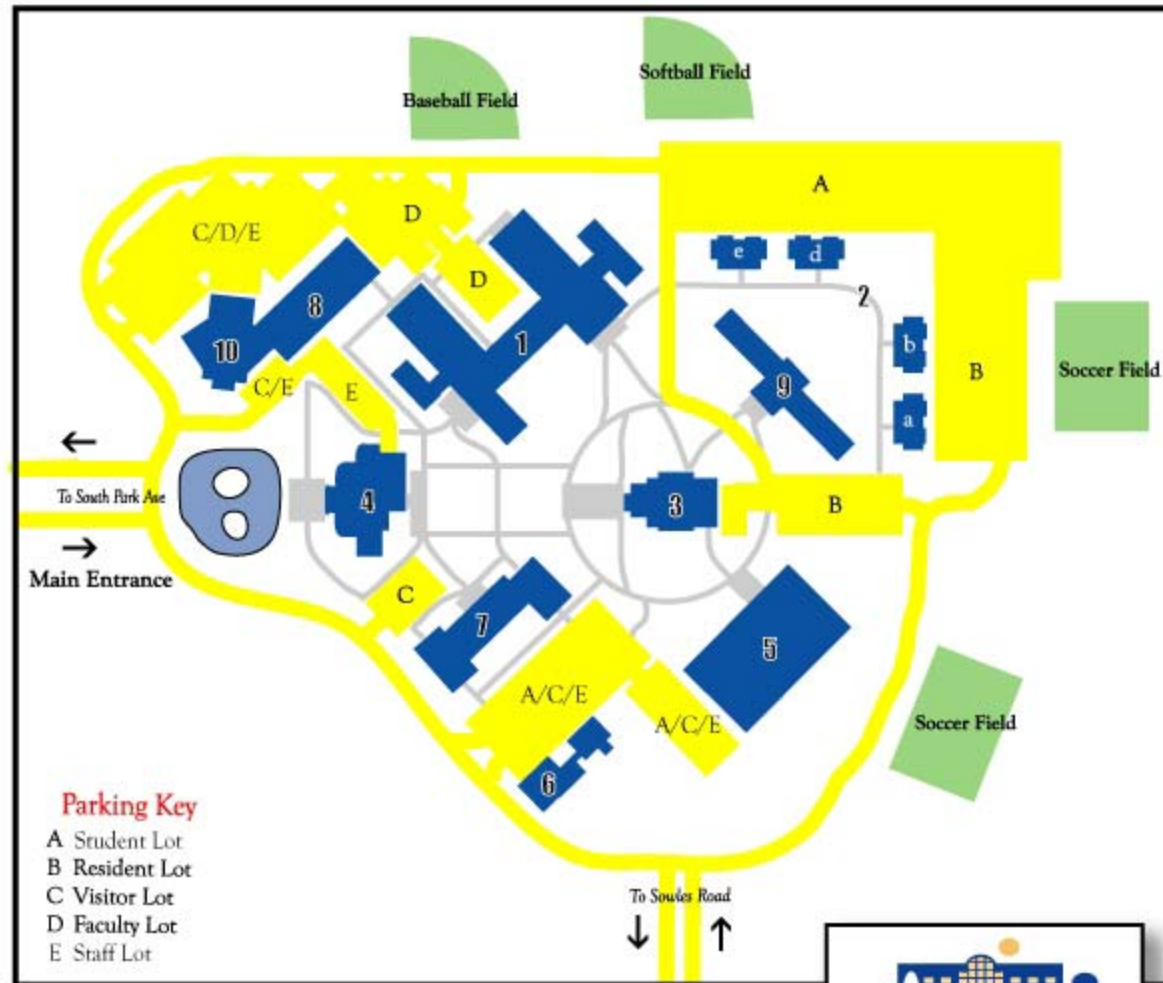 Softball Field
Baseball Field
A
C/D/E
D
D
e
d
2
8
1
10
b
B
Soccer Field
9
C/E
E
a
←
To South Park Ave
4
3
B
→
Main Entrance
C
7
5
A/C/E
A/C/E
Soccer Field
6
Parking Key
A Student Lot
B Resident Lot
C Visitor Lot
D Faculty Lot
E Staff Lot
To Sowles Road
↓ ↑